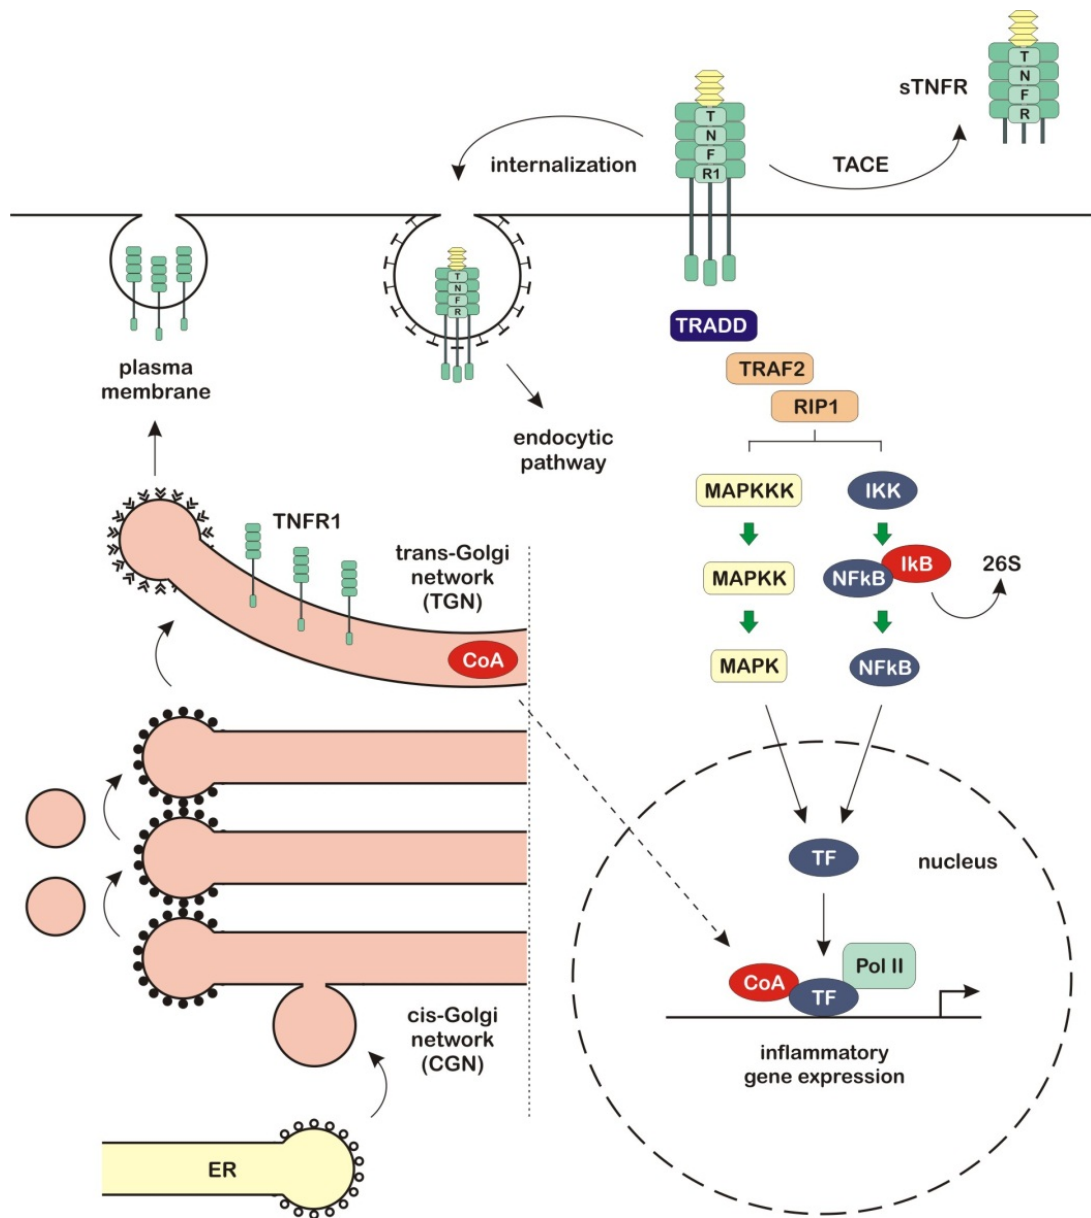 T
N
F
R
sTNFR
TACE
T
N
F
R1
internalization
T
N
F
R
plasma
membrane
endocytic
pathway
TRADD
TRAF2
RIP1
MAPKKK
IKK
MAPKK
NFkB
IkB
26S
MAPK
NFkB
TNFR1
trans-Golgi
network
(TGN)
CoA
TF
nucleus
CoA
TF
Pol II
inflammatory
gene expression
cis-Golgi
network
(CGN)
ER